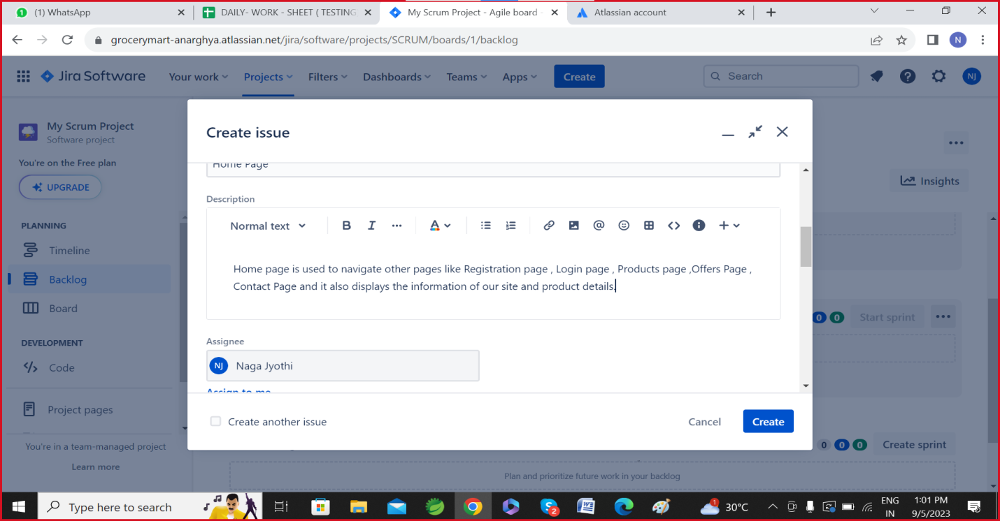 (1) WhatsApp
DAILY- WORK - SHEET ( TESTING
My Scrum Project - Agile board -
Atlassian account
grocerymart-anarghya.atlassian.net/jira/software/projects/SCRUM/boards/1/backlog
N
Jira Software
Your work
Projects
Filters
Dashboards
Teams
Apps
Create
Search
NJ
My Scrum Project
Software project
You're on the Free plan
UPGRADE
PLANNING
Timeline
Backlog
Board
DEVELOPMENT
Code
Project pages
You're in a team-managed project
Learn more
Create issue
Home Page
Description
Normal text
B I
A
Home page is used to navigate other pages like Registration page , Login page , Products page ,Offers Page ,
Contact Page and it also displays the information of our site and product details.
Assignee
NJ Naga Jyothi
Assign to me
Create another issue
Cancel
Create
Insights
0 0 Start sprint
0 0 0 Create sprint
Plan and prioritize future work in your backlog
Type here to search
2
1
30°C
ENG
IN
1:01 PM
9/5/2023